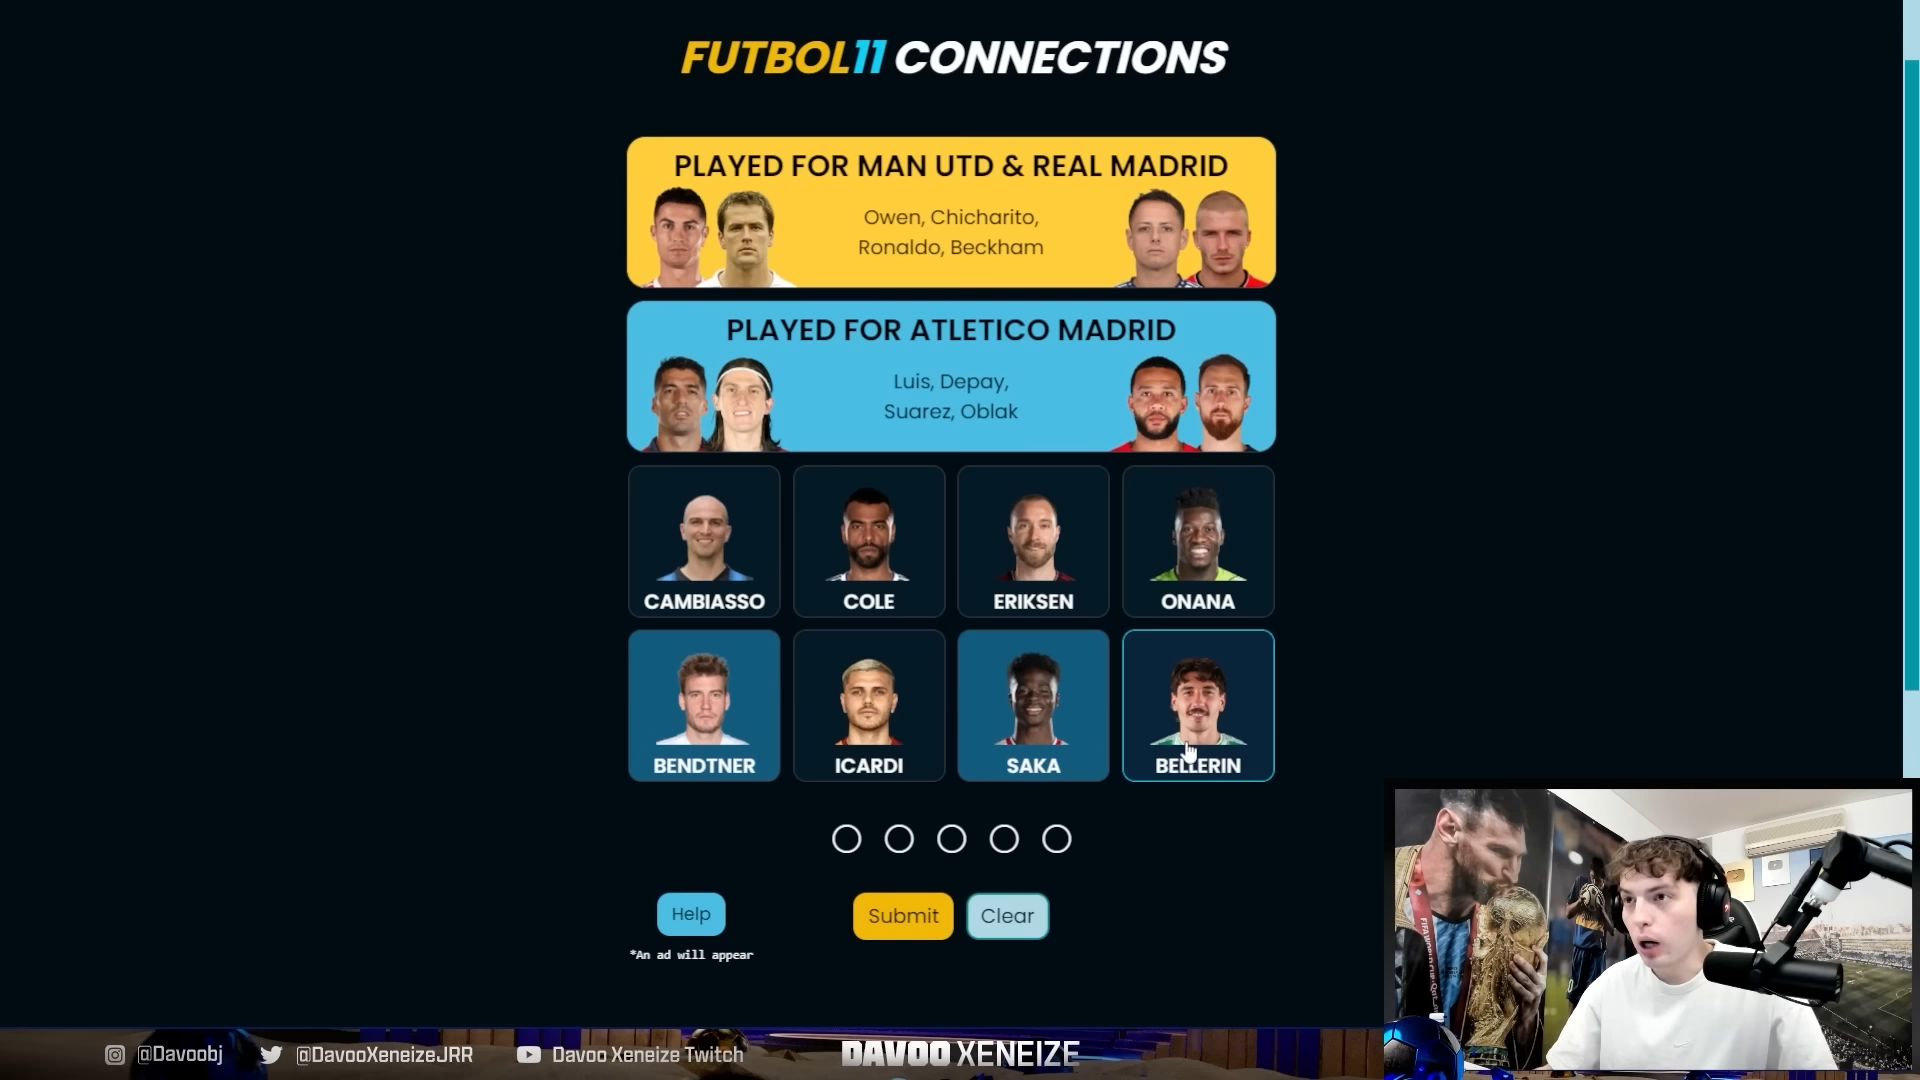 FUTBOL11 CONNECTIONS
PLAYED FOR MAN UTD & REAL MADRID
Owen, Chicharito,
Ronaldo, Beckham
PLAYED FOR ATLETICO MADRID
Luis, Depay,
Suarez, Oblak
CAMBIASSO
COLE
ERIKSEN
ONANA
BENDTNER
ICARDI
SAKA
BELLERIN
Help
Submit
Clear
*An ad will appear
@Davoobj
@DavooXeneizeJRR
Davoo Xeneize Twitch
DAVOO XENEIZE